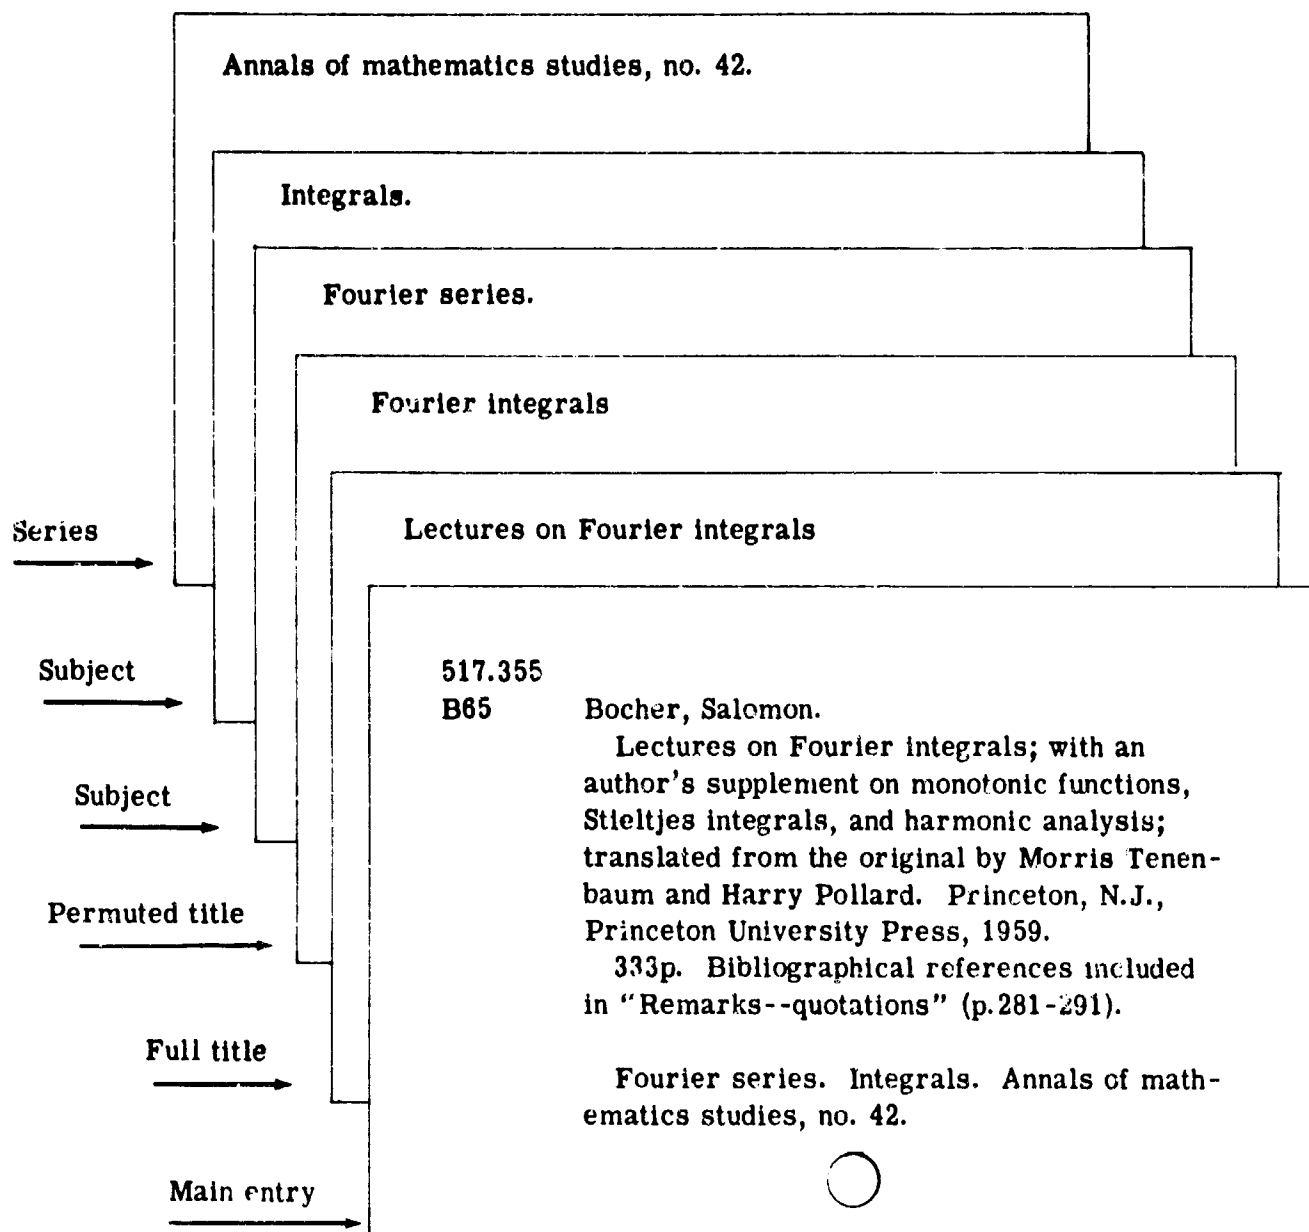 Annals of mathematics studies, no. 42.
Integrals.
Fourier series.
Fourier integrals
Lectures on Fourier integrals
Series
Subject
Subject
Permuted title
Full title
Main entry
517.355
B65 Bocher, Salomon.
Lectures on Fourier integrals; with an
author's supplement on monotonic functions,
Stieltjes integrals, and harmonic analysis;
translated from the original by Morris Tenen-
baum and Harry Pollard. Princeton, N.J.,
Princeton University Press, 1959.
333p. Bibliographical references included
in "Remarks--quotations" (p.281-291).
Fourier series. Integrals. Annals of math-
ematics studies, no. 42.